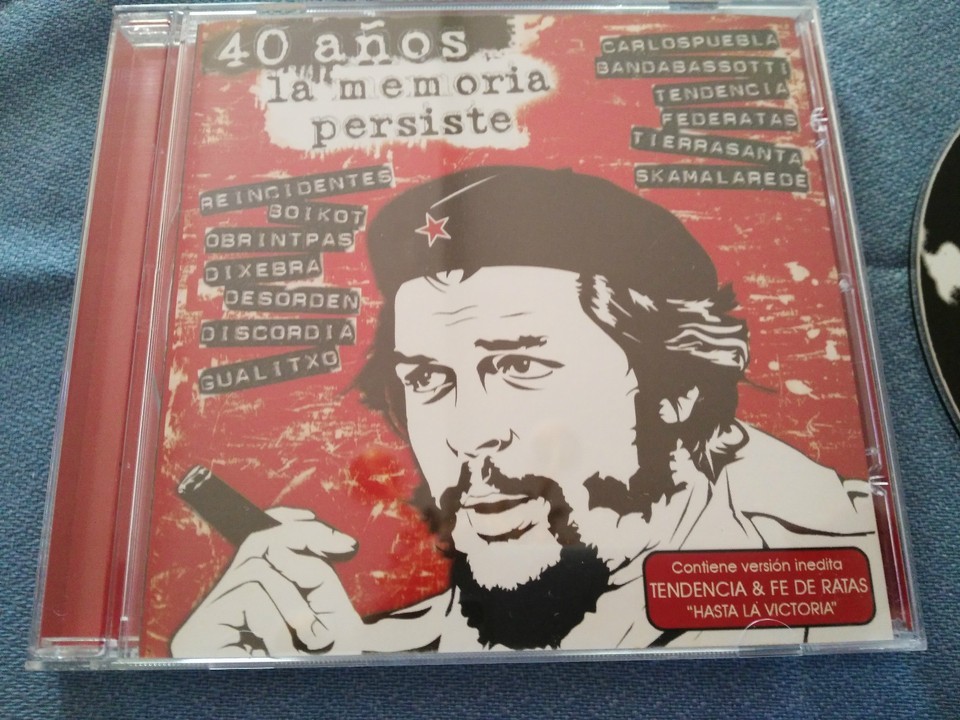 40 años
la memoria
persiste
CARLOSPUEBLA
BANDABASSOTTI
TENDENCIA
FEDERATAS
TIERRASANTA
SKAMALAREDE
REINCIDENTES
BOIKOT
OBRINTPAS
DIXEBRA
DESORDEN
DISCORDIA
GUALITXO
Contiene versión inedita
TENDENCIA & FE DE RATAS
"HASTA LA VICTORIA"